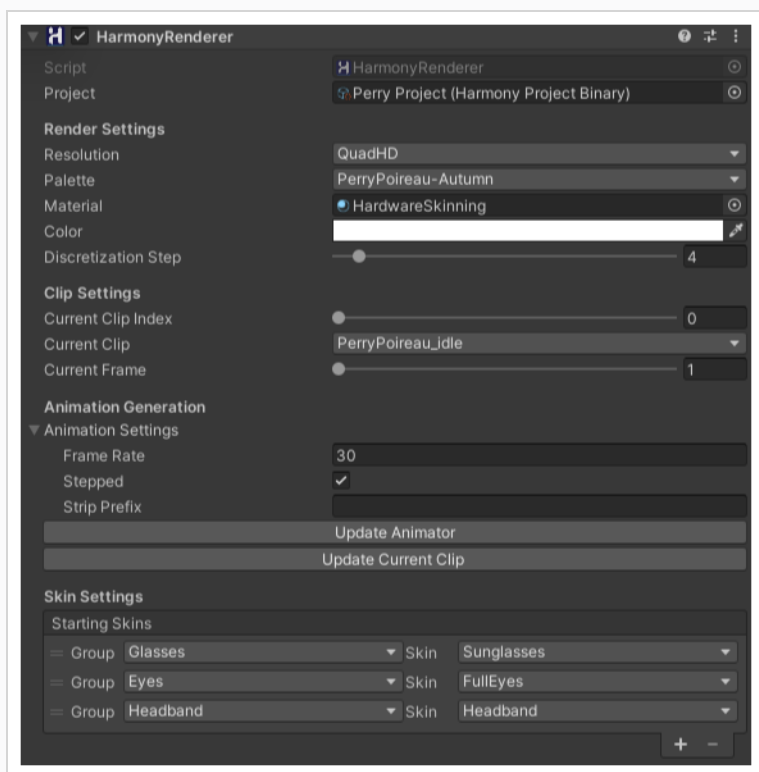 HarmonyRenderer
Script HarmonyRenderer
Project Perry Project (Harmony Project Binary)
Render Settings
Resolution QuadHD
Palette PerryPoireau-Autumn
Material HardwareSkinning
Color
Discretization Step 4
Clip Settings
Current Clip Index 0
Current Clip PerryPoireau_idle
Current Frame 1
Animation Generation
Animation Settings
Frame Rate 30
Stepped
Strip Prefix
Update Animator
Update Current Clip
Skin Settings
Starting Skins
Group Glasses Skin Sunglasses
Group Eyes Skin FullEyes
Group Headband Skin Headband